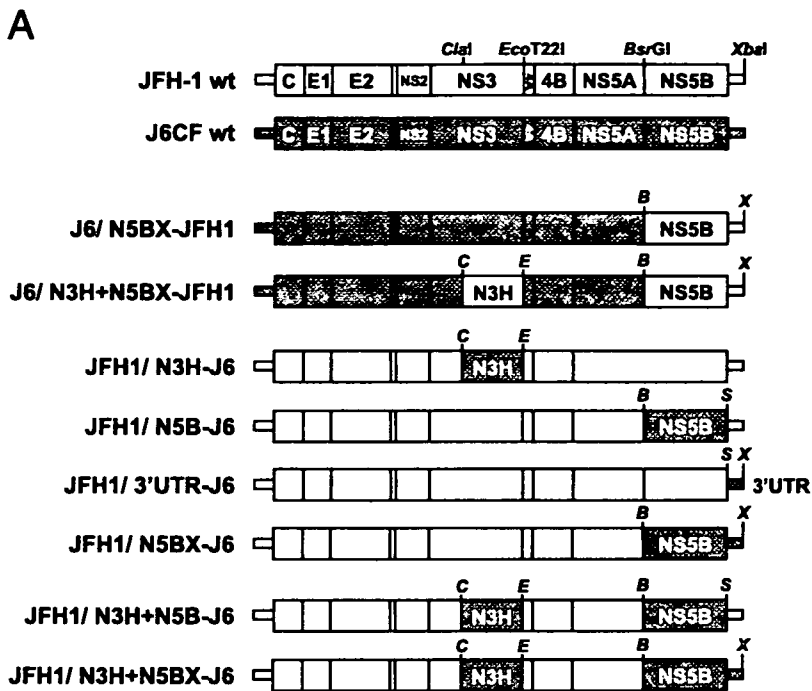 A
ClaI EcoT22I BsrGI XbaI
JFH-1 wt C E1 E2 NS2 NS3 4B NS5A NS5B
J6CF wt C E1 E2 NS2 NS3 4B NS5A NS5B
B X
J6/ N5BX-JFH1 NS5B
C E B X
J6/ N3H+N5BX-JFH1 N3H NS5B
C E
JFH1/ N3H-J6 N3H
B S
JFH1/ N5B-J6 NS5B
S X
JFH1/ 3'UTR-J6 3'UTR
B X
JFH1/ N5BX-J6 NS5B
C E B S
JFH1/ N3H+N5B-J6 N3H NS5B
C E B X
JFH1/ N3H+N5BX-J6 N3H NS5B